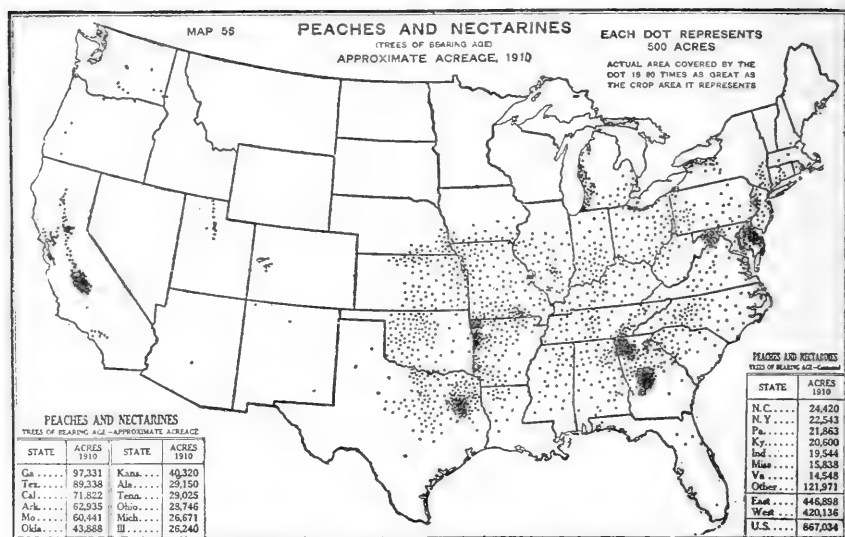 MAP 56
PEACHES AND NECTARINES
(TREES OF BEARING AGE)
APPROXIMATE ACREAGE, 1910
EACH DOT REPRESENTS
500 ACRES
ACTUAL AREA COVERED BY THE
DOT IS 80 TIMES AS GREAT AS
THE CROP AREA IT REPRESENTS
PEACHES AND NECTARINES
TREES OF BEARING AGE—APPROXIMATE ACREAGE
STATE ACRES 1910 STATE ACRES 1910
Ga..... 97,331 Kans.... 40,320
Tex..... 89,338 Ala..... 29,150
Cal..... 71,822 Tenn.... 29,025
Ark..... 62,935 Ohio.... 28,746
Mo..... 60,441 Mich.... 26,671
Okla.... 43,888 Ill..... 26,240
PEACHES AND NECTARINES
TREES OF BEARING AGE—Continued
STATE ACRES 1910
N.C..... 24,420
N.Y..... 22,543
Pa...... 21,863
Ky...... 20,600
Ind..... 19,544
Miss.... 15,838
Va...... 14,548
Other... 121,971
East.... 446,898
West.... 420,136
U.S..... 867,034